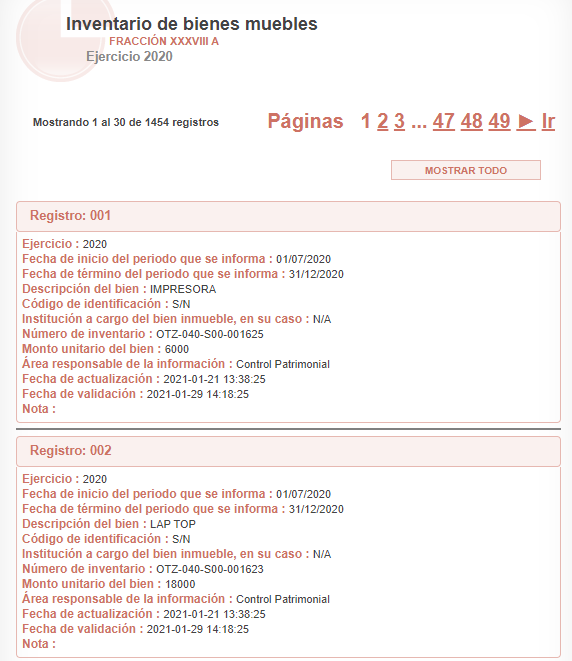 Inventario de bienes muebles
FRACCIÓN XXXVIII A
Ejercicio 2020
Mostrando 1 al 30 de 1454 registros
Páginas 1 2 3 ... 47 48 49 ► Ir
MOSTRAR TODO
Registro: 001
Ejercicio : 2020
Fecha de inicio del periodo que se informa : 01/07/2020
Fecha de término del periodo que se informa : 31/12/2020
Descripción del bien : IMPRESORA
Código de identificación : S/N
Institución a cargo del bien inmueble, en su caso : N/A
Número de inventario : OTZ-040-S00-001625
Monto unitario del bien : 6000
Área responsable de la información : Control Patrimonial
Fecha de actualización : 2021-01-21 13:38:25
Fecha de validación : 2021-01-29 14:18:25
Nota :
Registro: 002
Ejercicio : 2020
Fecha de inicio del periodo que se informa : 01/07/2020
Fecha de término del periodo que se informa : 31/12/2020
Descripción del bien : LAP TOP
Código de identificación : S/N
Institución a cargo del bien inmueble, en su caso : N/A
Número de inventario : OTZ-040-S00-001623
Monto unitario del bien : 18000
Área responsable de la información : Control Patrimonial
Fecha de actualización : 2021-01-21 13:38:25
Fecha de validación : 2021-01-29 14:18:25
Nota :